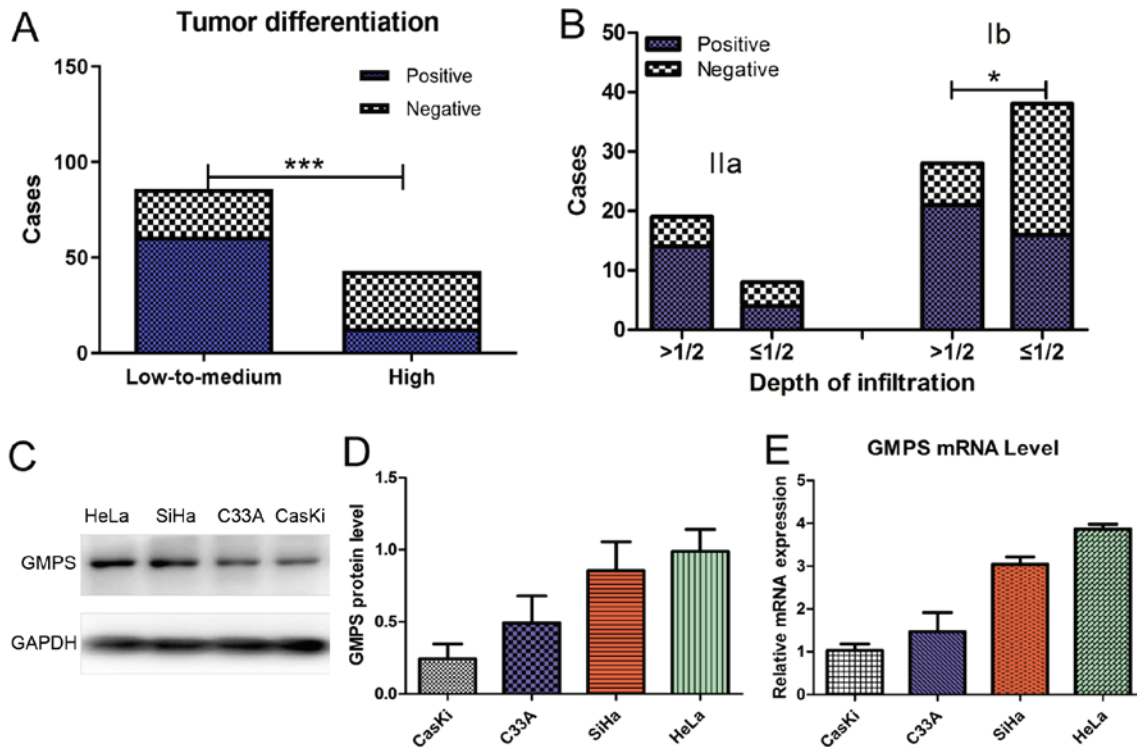 A
Tumor differentiation
Positive
Negative
***
Cases
150
100
50
0
Low-to-medium
High
B
Positive
Negative
Ib
*
IIa
Cases
50
40
30
20
10
0
>1/2
≤1/2
>1/2
≤1/2
Depth of infiltration
C
HeLa SiHa C33A CasKi
GMPS
GAPDH
D
GMPS protein level
1.5
1.0
0.5
0.0
CasKi
C33A
SiHa
HeLa
E
GMPS mRNA Level
Relative mRNA expression
5
4
3
2
1
0
CasKi
C33A
SiHa
HeLa